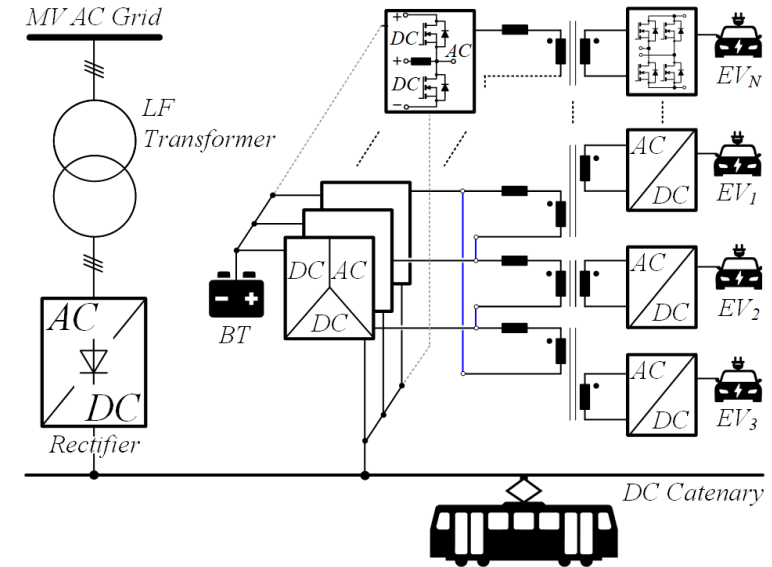 MV AC Grid
LF
Transformer
AC
DC
Rectifier
BT
DC AC
DC
+
DC
AC
+
DC
−
EV_N
AC
DC
EV_1
AC
DC
EV_2
AC
DC
EV_3
DC Catenary